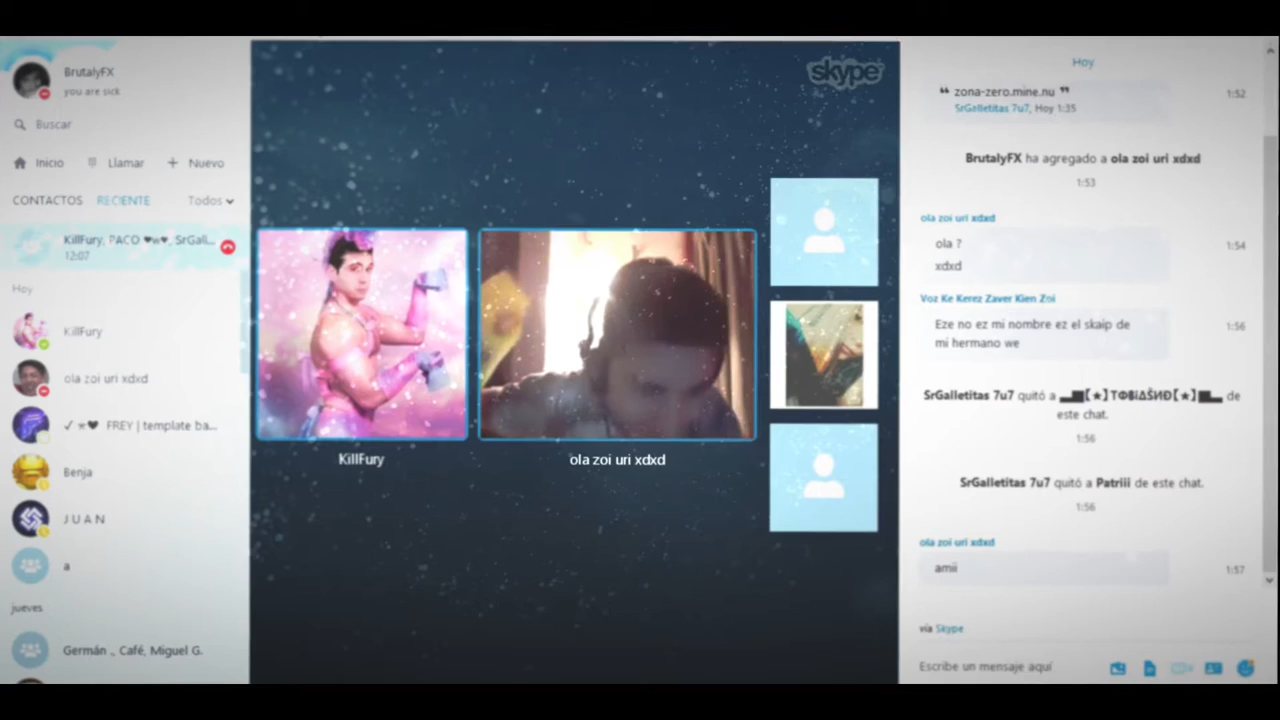 BrutalyFX
you are sick
Buscar
Inicio
Llamar
Nuevo
CONTACTOS
RECIENTE
Todos
KillFury, PACO ♥w♥, SrGali...
12:07
Hoy
KillFury
ola zoi uri xdxd
FREY | template ba...
Benja
J U A N
a
jueves
Germán ., Café, Miguel G.
skype
KillFury
ola zoi uri xdxd
Hoy
❝ zona-zero.mine.nu ❞
1:52
SrGalletitas 7u7, Hoy 1:35
BrutalyFX ha agregado a ola zoi uri xdxd
1:53
ola zoi uri xdxd
ola ?
1:54
xdxd
Voz Ke Kerez Zaver Kien Zoi
Eze no ez mi nombre ez el skaip de
1:56
mi hermano we
SrGalletitas 7u7 quitó a ▃▇【★】TФBiΔŜИĐ【★】▇▃ de
este chat.
1:56
SrGalletitas 7u7 quitó a Patriii de este chat.
1:56
ola zoi uri xdxd
amii
1:57
vía Skype
Escribe un mensaje aquí